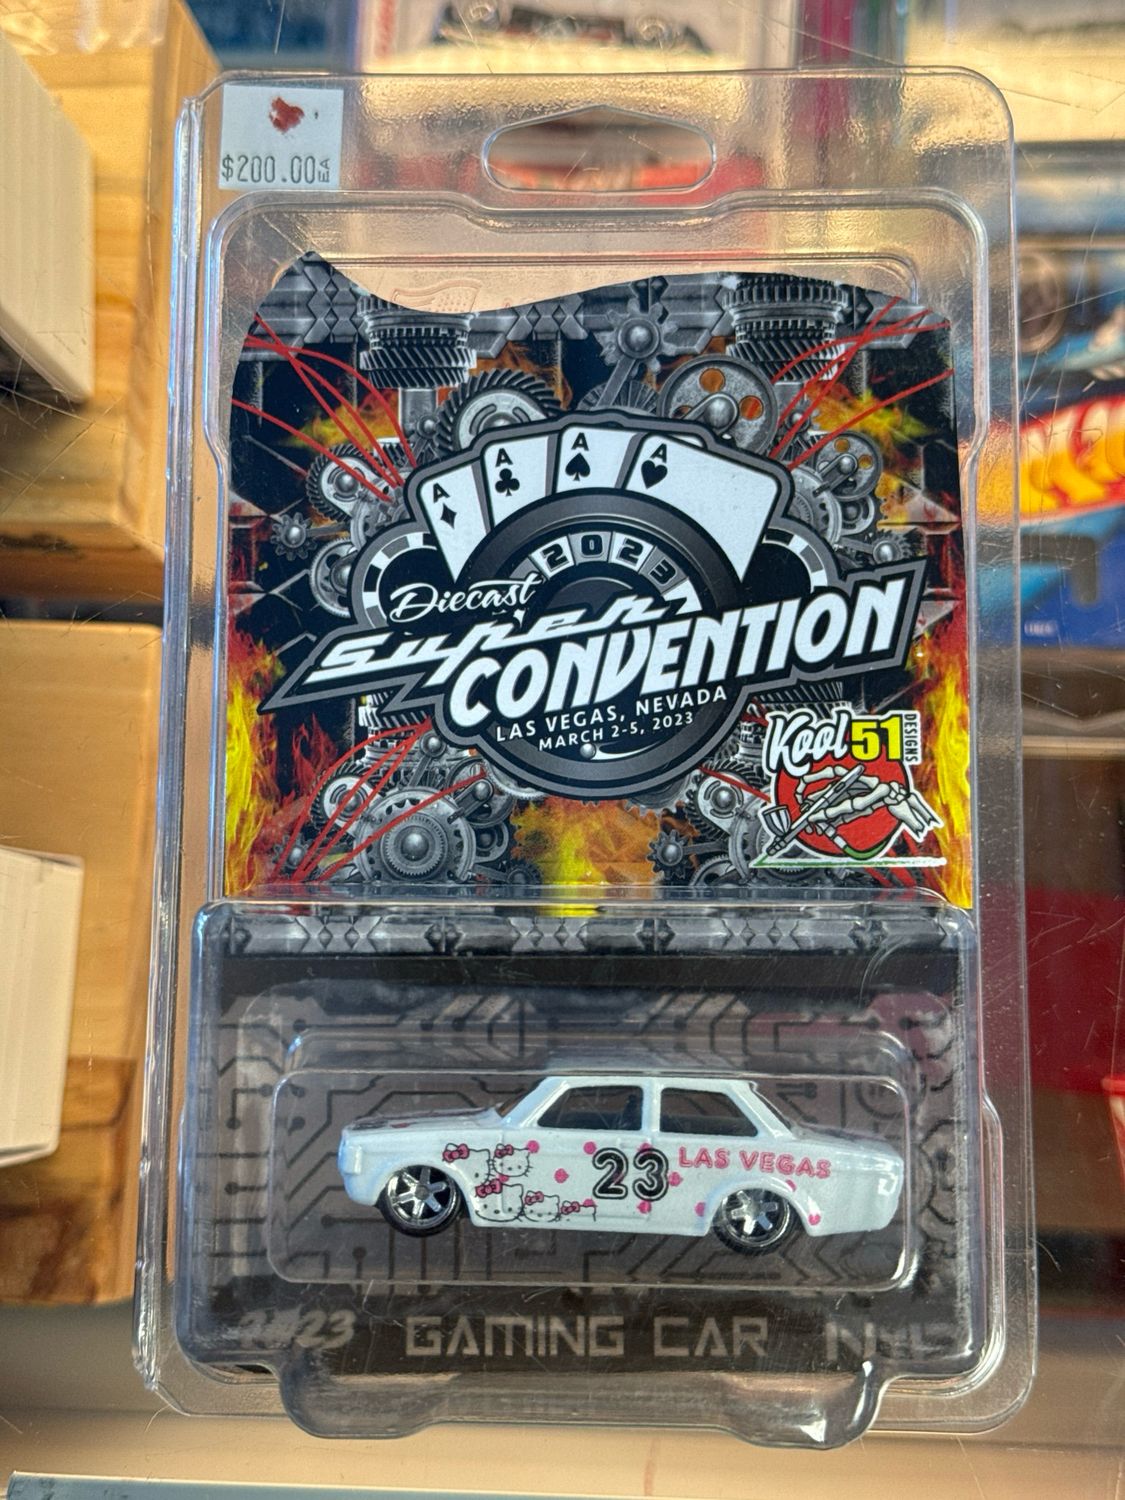 $200.00EA
A
A
A
A
2023
Diecast
Super
CONVENTION
LAS VEGAS, NEVADA
MARCH 2-5, 2023
Kool 51
DESIGNS
23 LAS VEGAS
2023 GAMING CAR